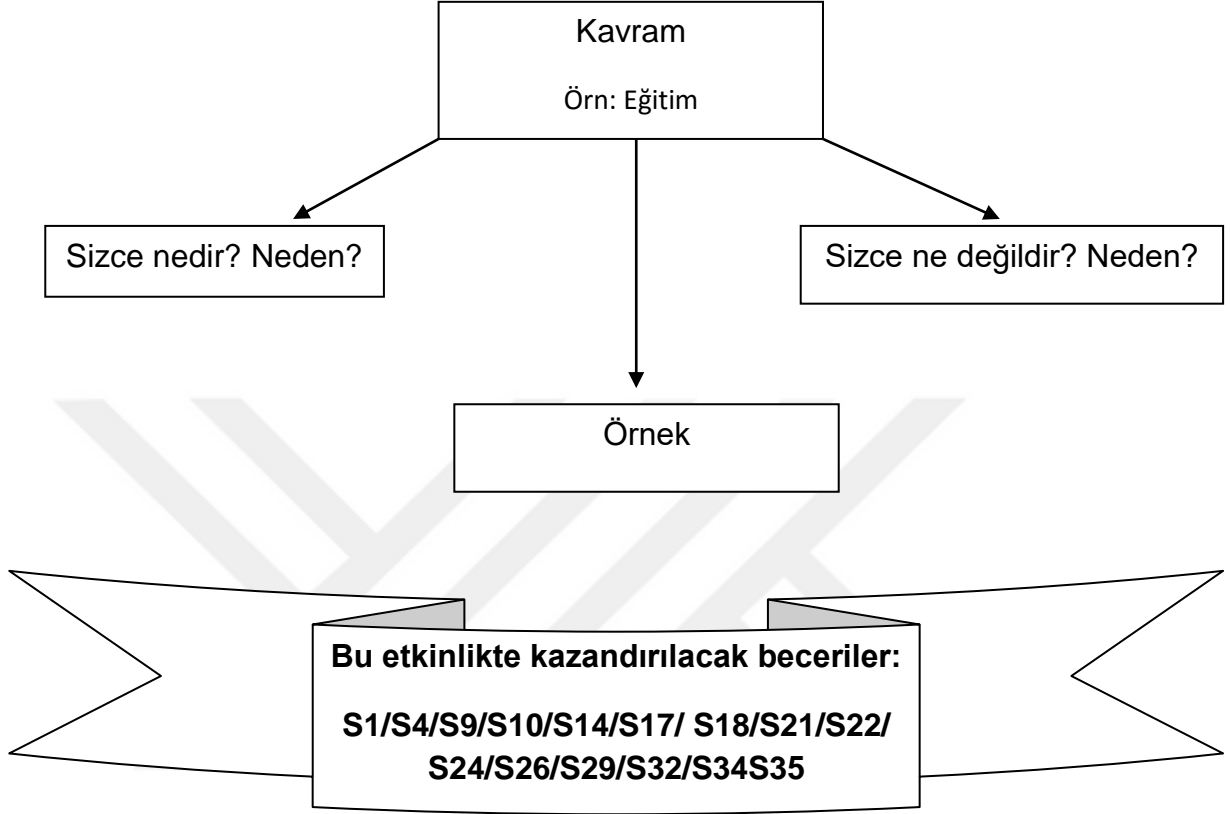 Kavram
Örn: Eğitim
Sizce nedir? Neden?
Sizce ne değildir? Neden?
Örnek
Bu etkinlikte kazandırılacak beceriler:
S1/S4/S9/S10/S14/S17/ S18/S21/S22/
S24/S26/S29/S32/S34S35